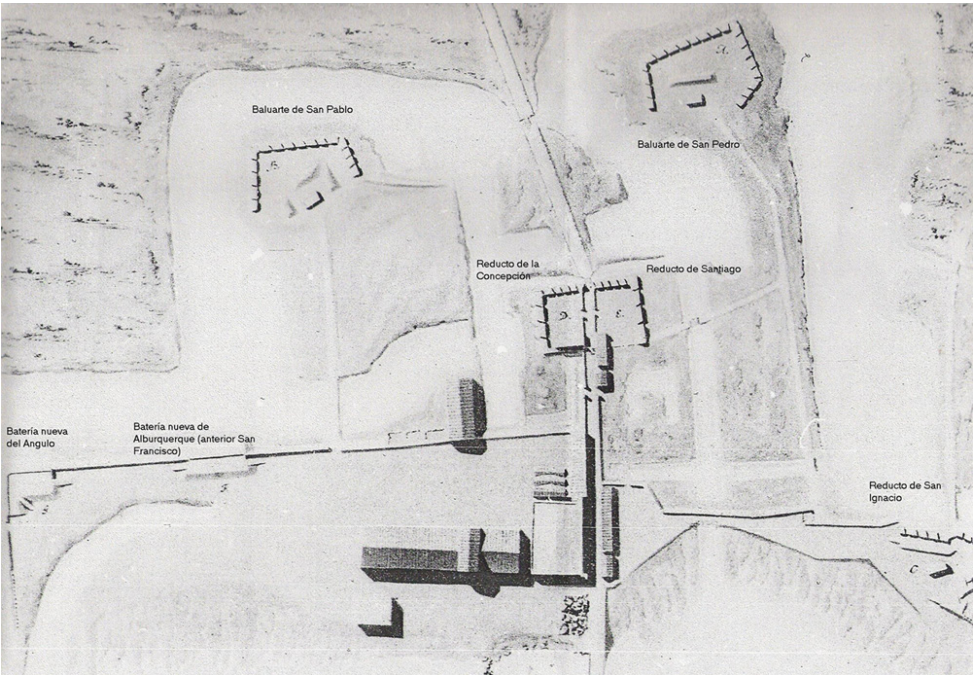 Baluarte de San Pablo
Baluarte de San Pedro
Reducto de la
Concepción
Reducto de Santiago
Batería nueva
del Angulo
Batería nueva de
Alburquerque (anterior San
Francisco)
Reducto de San
Ignacio